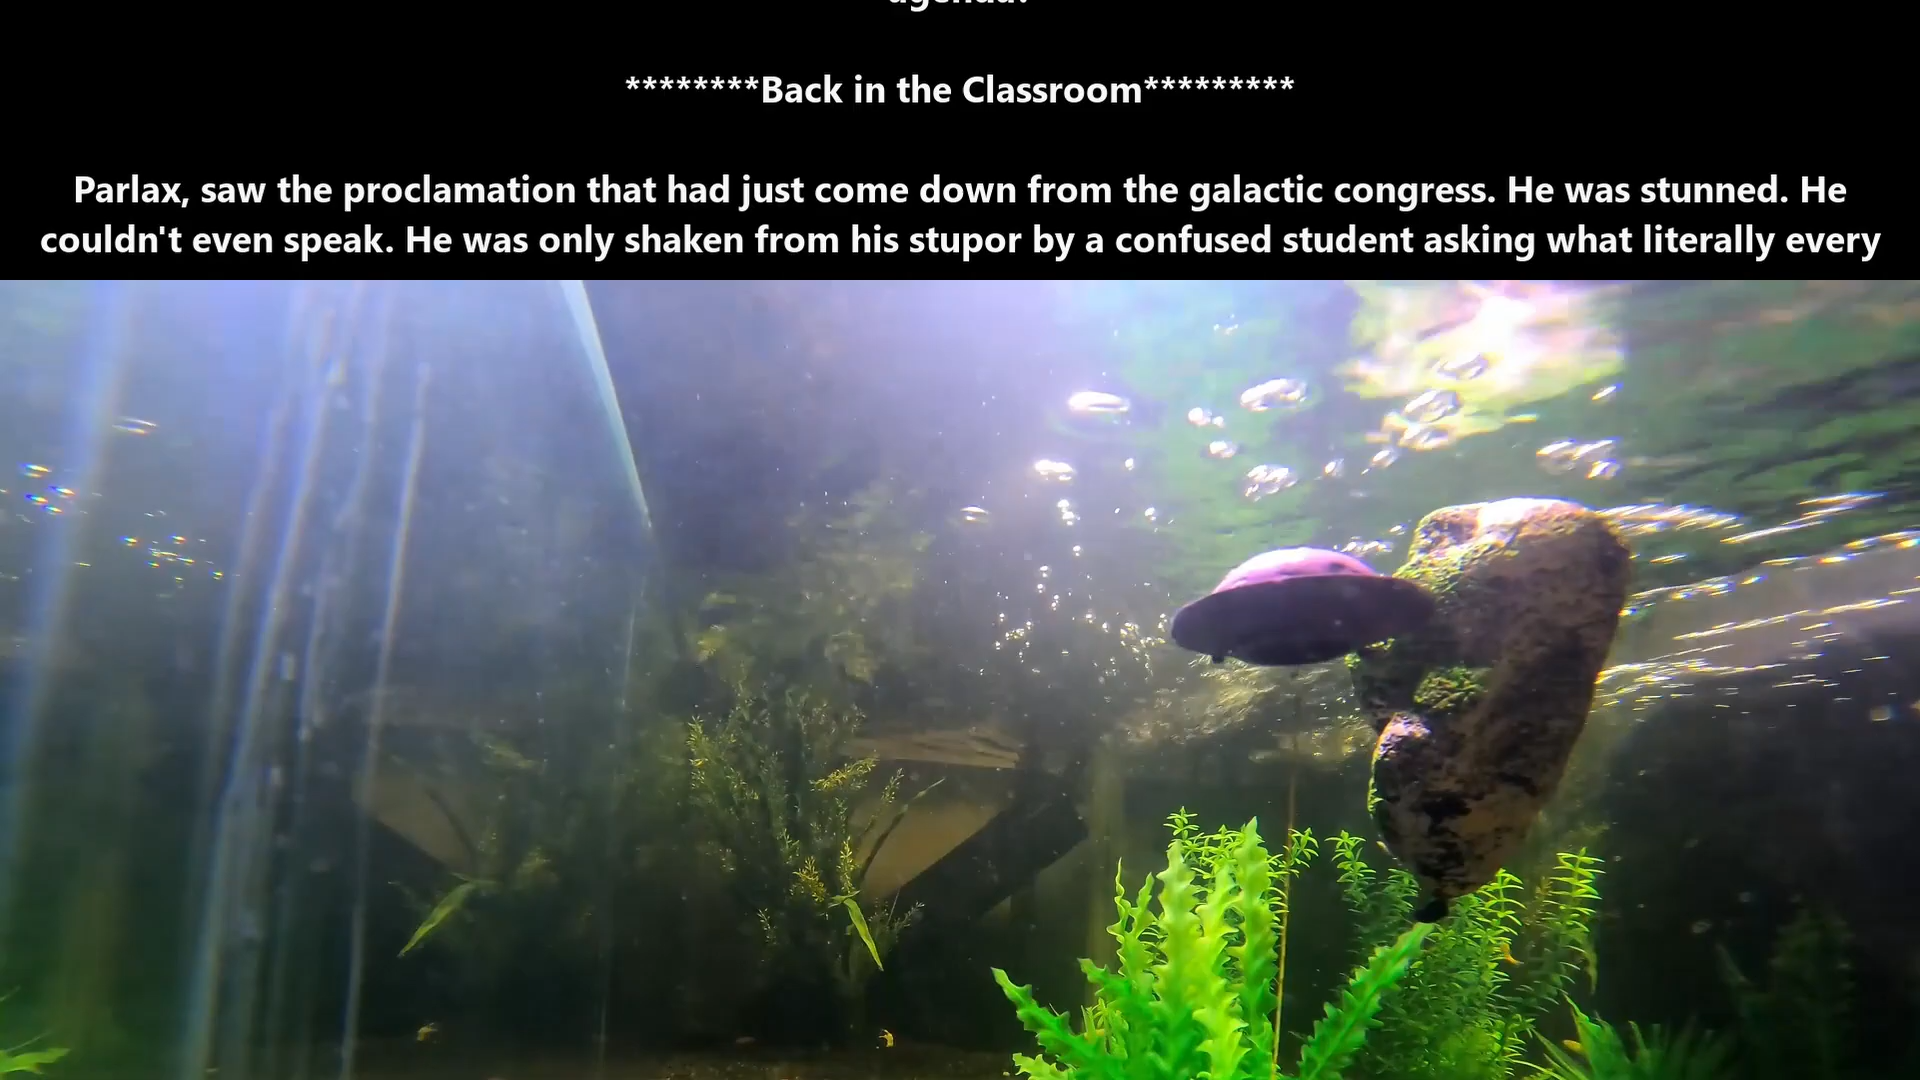 agenda.
********Back in the Classroom*********
Parlax, saw the proclamation that had just come down from the galactic congress. He was stunned. He
couldn't even speak. He was only shaken from his stupor by a confused student asking what literally every